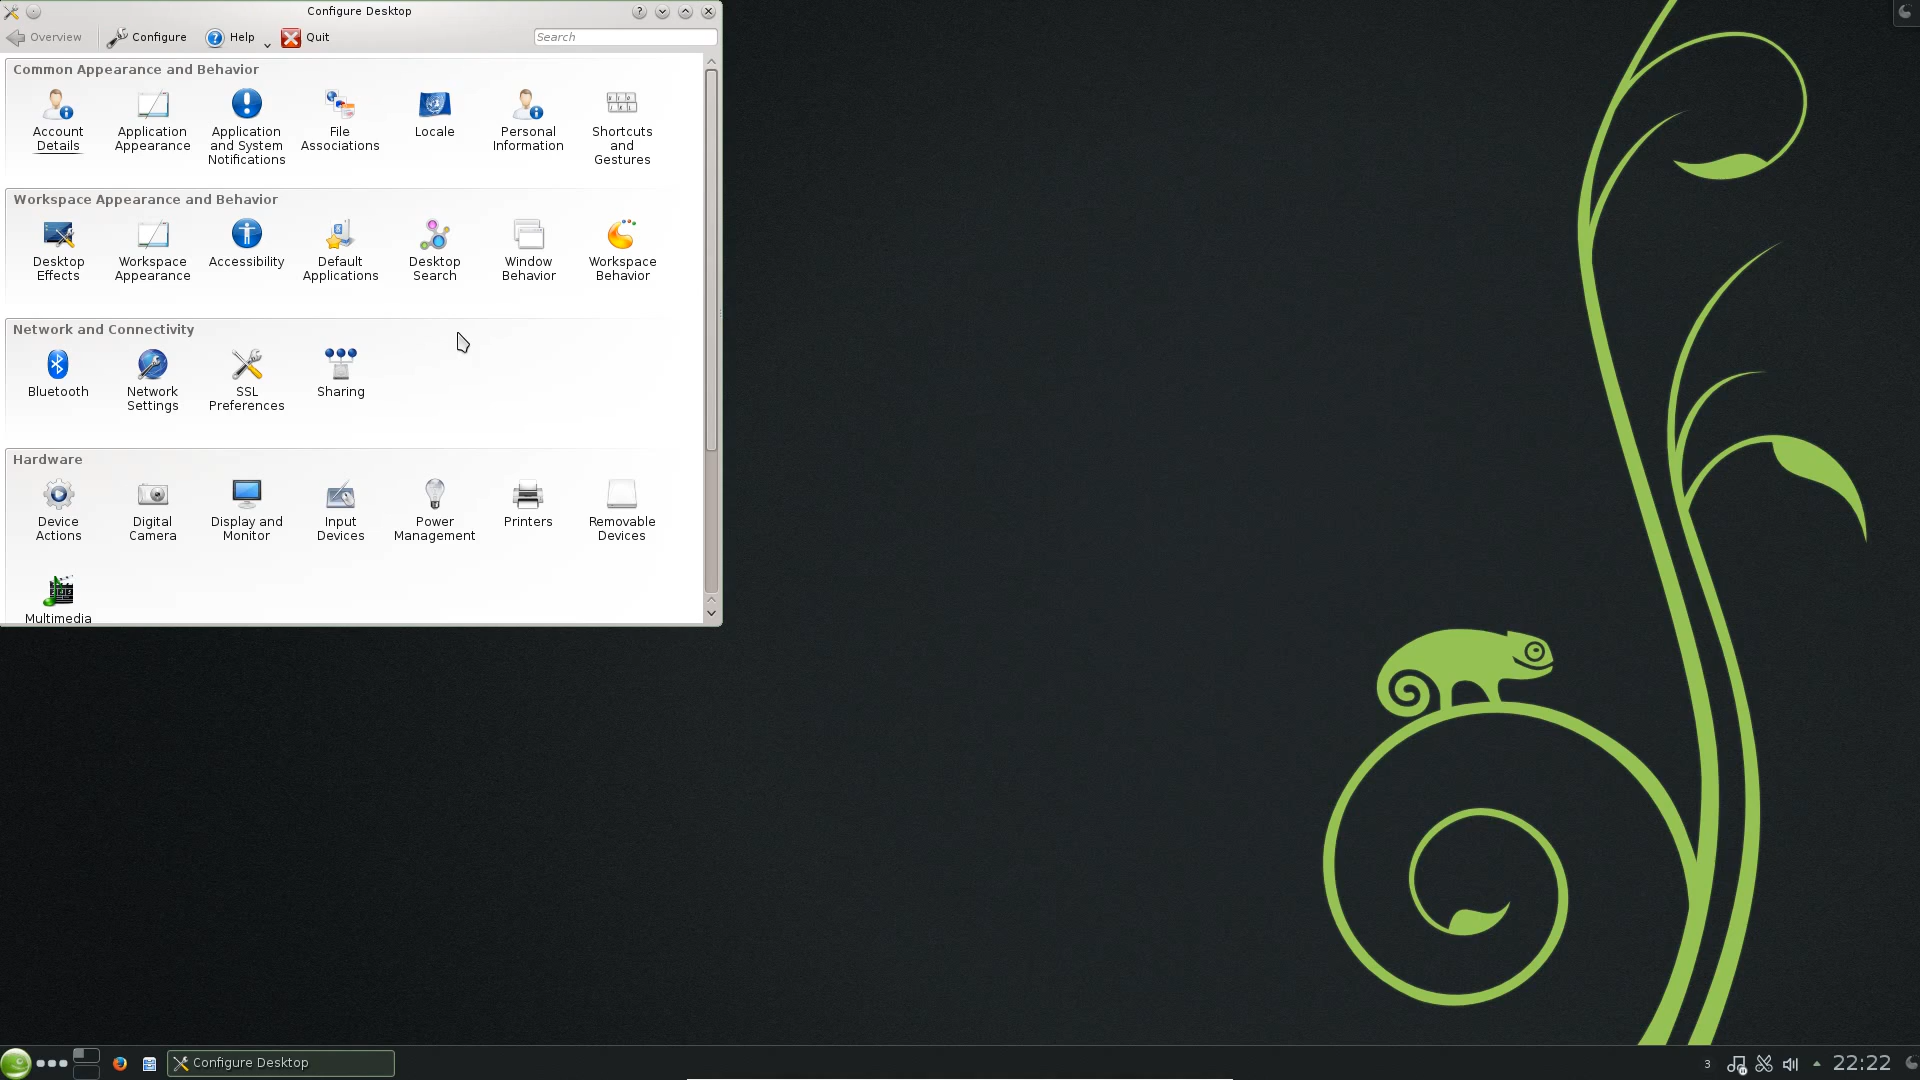 Configure Desktop
Overview
Configure
Help
Quit
Search
Common Appearance and Behavior
Account
Details
Application
Appearance
Application
and System
Notifications
File
Associations
Locale
Personal
Information
Shortcuts
and
Gestures
Workspace Appearance and Behavior
Desktop
Effects
Workspace
Appearance
Accessibility
Default
Applications
Desktop
Search
Window
Behavior
Workspace
Behavior
Network and Connectivity
Bluetooth
Network
Settings
SSL
Preferences
Sharing
Hardware
Device
Actions
Digital
Camera
Display and
Monitor
Input
Devices
Power
Management
Printers
Removable
Devices
Multimedia
Configure Desktop
3
22:22